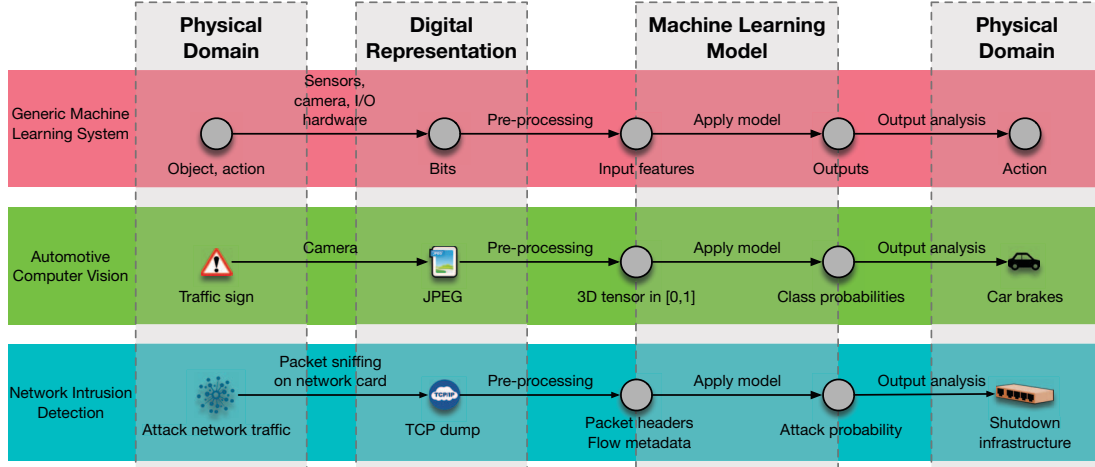 Physical
Domain
Digital
Representation
Machine Learning
Model
Physical
Domain
Generic Machine
Learning System
Sensors,
camera, I/O
hardware
Pre-processing
Apply model
Output analysis
Object, action
Bits
Input features
Outputs
Action
Automotive
Computer Vision
Camera
Pre-processing
Apply model
Output analysis
Traffic sign
JPEG
3D tensor in [0,1]
Class probabilities
Car brakes
Network Intrusion
Detection
Packet sniffing
on network card
Pre-processing
Apply model
Output analysis
TCP/IP
Attack network traffic
TCP dump
Packet headers
Flow metadata
Attack probability
Shutdown
infrastructure